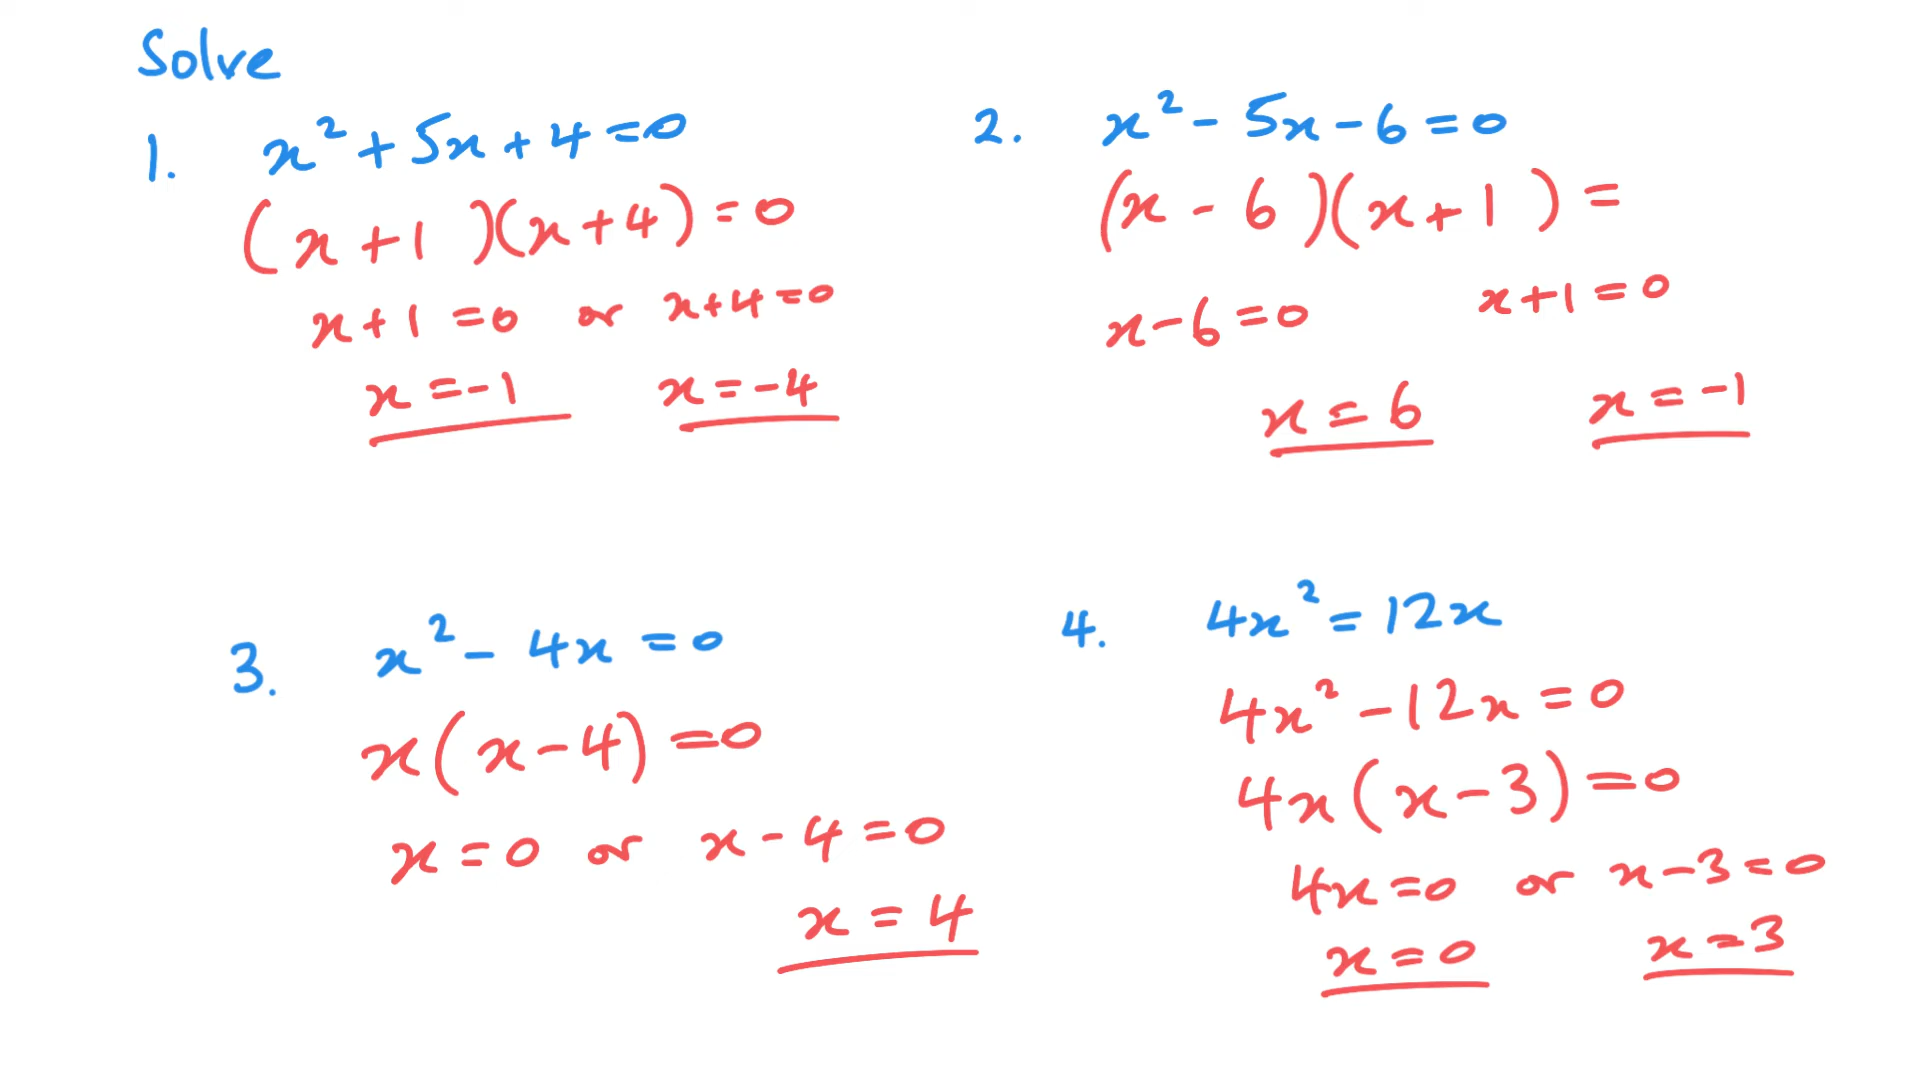 Solve
1. x² + 5x + 4 = 0
(x + 1)(x + 4) = 0
x + 1 = 0 or x + 4 = 0
x = -1 x = -4
2. x² - 5x - 6 = 0
(x - 6)(x + 1) =
x - 6 = 0 x + 1 = 0
x = 6 x = -1
3. x² - 4x = 0
x(x - 4) = 0
x = 0 or x - 4 = 0
x = 4
4. 4x² = 12x
4x² - 12x = 0
4x(x - 3) = 0
4x = 0 or x - 3 = 0
x = 0 x = 3